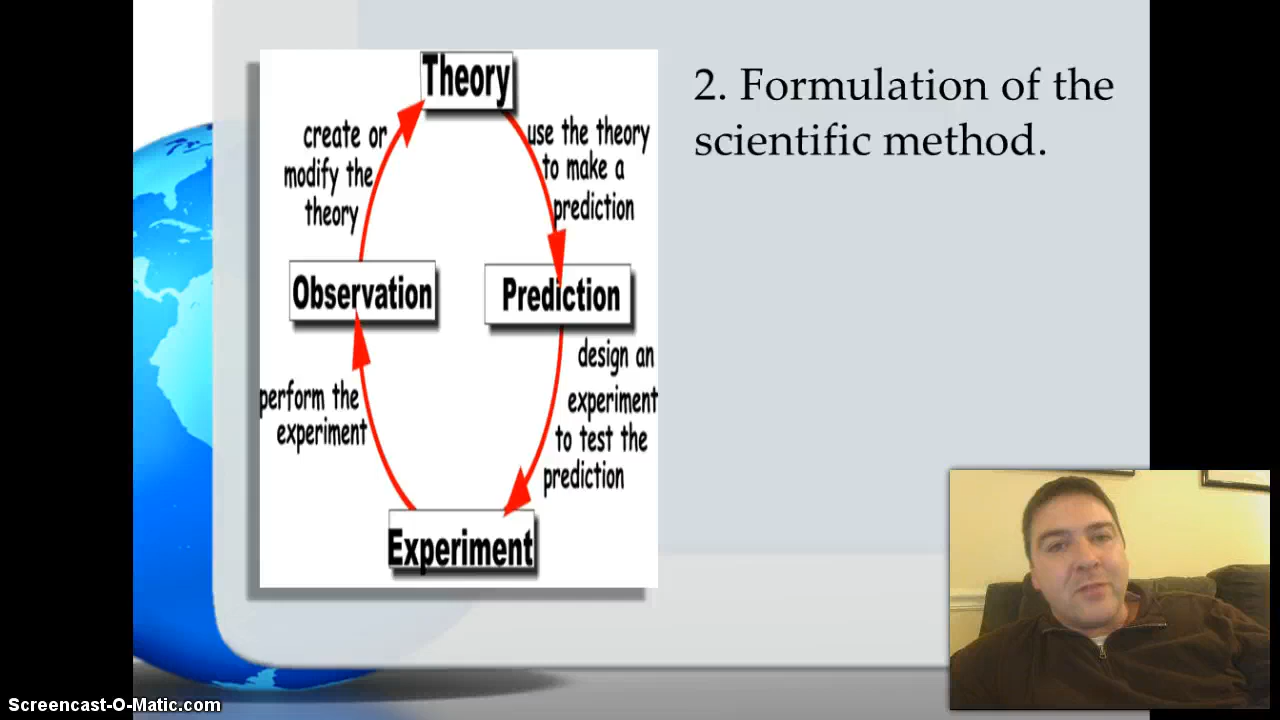 Theory
create or
modify the
theory
use the theory
to make a
prediction
Observation
Prediction
perform the
experiment
design an
experiment
to test the
prediction
Experiment
2. Formulation of the
scientific method.
Screencast-O-Matic.com